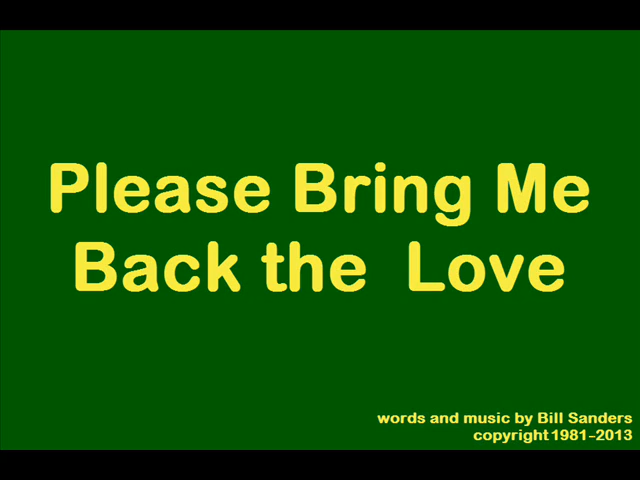 Please Bring Me
Back the  Love
words and music by Bill Sanders
copyright 1981-2013